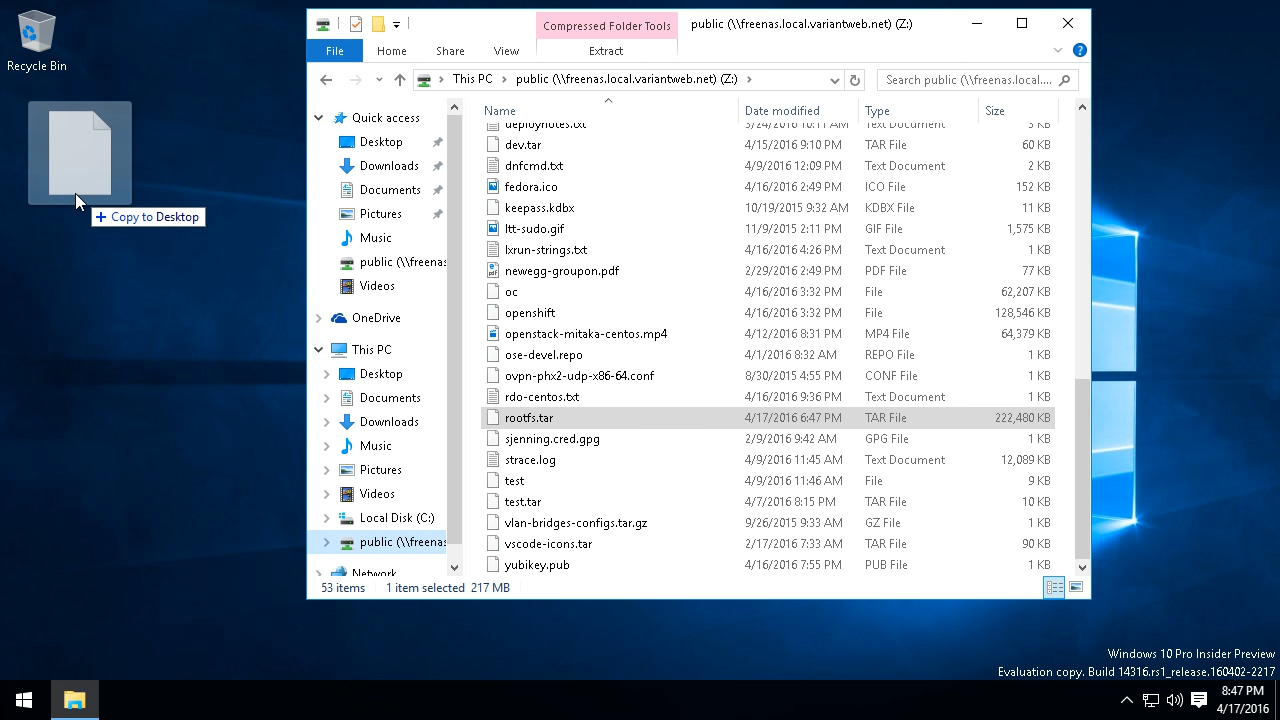 Recycle Bin
Copy to Desktop
Compressed Folder Tools
public (\\freenas.local.variantweb.net) (Z:)
File Home Share View Extract
This PC public (\\freenas.local.variantweb.net) (Z:)
Search public (\\freenas.local....
Quick access
Desktop
Downloads
Documents
Pictures
Music
public (\\freenas
Videos
OneDrive
This PC
Desktop
Documents
Downloads
Music
Pictures
Videos
Local Disk (C:)
public (\\freenas
Network
Name Date modified Type Size
deploynotes.txt 3/24/2016 10:11 AM Text Document 3 KB
dev.tar 4/15/2016 9:10 PM TAR File 60 KB
dnfcmd.txt 4/9/2016 12:09 PM Text Document 2 KB
fedora.ico 4/16/2016 2:49 PM ICO File 152 KB
keepass.kdbx 10/19/2015 9:32 AM KDBX File 11 KB
ltt-sudo.gif 11/9/2015 2:11 PM GIF File 1,575 KB
lxrun-strings.txt 4/16/2016 4:26 PM Text Document 1 KB
newegg-groupon.pdf 2/29/2016 2:49 PM PDF File 77 KB
oc 4/16/2016 3:32 PM File 62,207 KB
openshift 4/16/2016 3:32 PM File 128,546 KB
openstack-mitaka-centos.mp4 4/12/2016 8:31 PM MP4 File 64,379 KB
ose-devel.repo 4/1/2016 8:32 AM REPO File 1 KB
ovpn-phx2-udp-x86-64.conf 8/30/2015 4:55 PM CONF File 1 KB
rdo-centos.txt 4/16/2016 9:36 PM Text Document 1 KB
rootfs.tar 4/17/2016 6:47 PM TAR File 222,480 KB
sjenning.cred.gpg 2/9/2016 9:42 AM GPG File 1 KB
strace.log 4/9/2016 11:45 AM Text Document 12,089 KB
test 4/9/2016 11:46 AM File 9 KB
test.tar 4/7/2016 8:15 PM TAR File 10 KB
vlan-bridges-configs.tar.gz 9/26/2015 9:33 AM GZ File 1 KB
vscode-icons.tar 2/17/2016 7:33 AM TAR File 90 KB
yubikey.pub 4/16/2016 7:55 PM PUB File 1 KB
53 items 1 item selected 217 MB
Windows 10 Pro Insider Preview
Evaluation copy. Build 14316.rs1_release.160402-2217
8:47 PM
4/17/2016